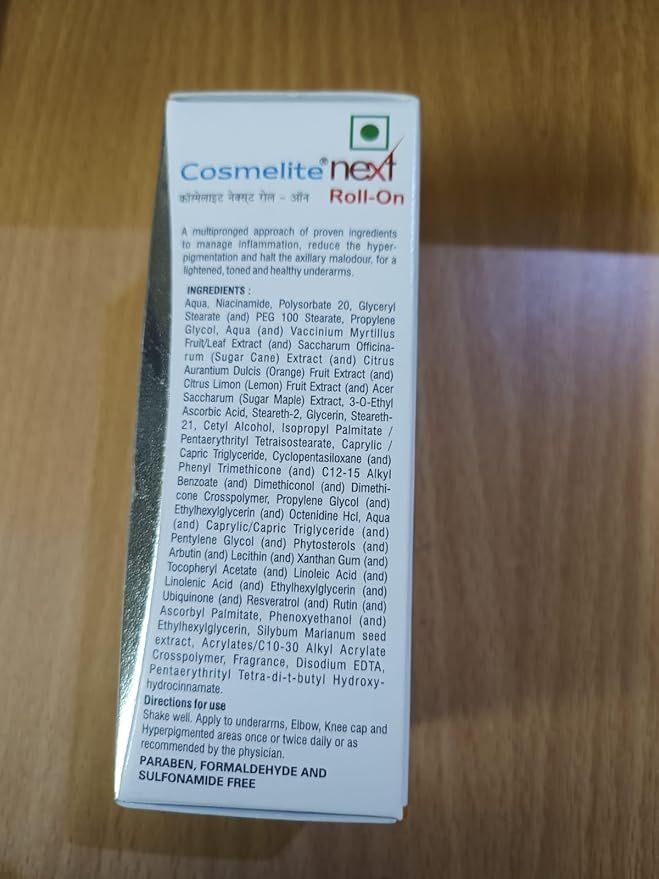 Cosmelite® next
कॉस्मेलाइट नेक्स्ट रोल - ऑन Roll-On
A multipronged approach of proven ingredients
to manage inflammation, reduce the hyper-
pigmentation and halt the axillary malodour, for a
lightened, toned and healthy underarms.
INGREDIENTS :
Aqua, Niacinamide, Polysorbate 20, Glyceryl
Stearate (and) PEG 100 Stearate, Propylene
Glycol, Aqua (and) Vaccinium Myrtillus
Fruit/Leaf Extract (and) Saccharum Officina-
rum (Sugar Cane) Extract (and) Citrus
Aurantium Dulcis (Orange) Fruit Extract (and)
Citrus Limon (Lemon) Fruit Extract (and) Acer
Saccharum (Sugar Maple) Extract, 3-O-Ethyl
Ascorbic Acid, Steareth-2, Glycerin, Steareth-
21, Cetyl Alcohol, Isopropyl Palmitate /
Pentaerythrityl Tetraisostearate, Caprylic /
Capric Triglyceride, Cyclopentasiloxane (and)
Phenyl Trimethicone (and) C12-15 Alkyl
Benzoate (and) Dimethiconol (and) Dimethi-
cone Crosspolymer, Propylene Glycol (and)
Ethylhexylglycerin (and) Octenidine Hcl, Aqua
(and) Caprylic/Capric Triglyceride (and)
Pentylene Glycol (and) Phytosterols (and)
Arbutin (and) Lecithin (and) Xanthan Gum (and)
Tocopheryl Acetate (and) Linoleic Acid (and)
Linolenic Acid (and) Ethylhexylglycerin (and)
Ubiquinone (and) Resveratrol (and) Rutin (and)
Ascorbyl Palmitate, Phenoxyethanol (and)
Ethylhexylglycerin, Silybum Marianum seed
extract, Acrylates/C10-30 Alkyl Acrylate
Crosspolymer, Fragrance, Disodium EDTA,
Pentaerythrityl Tetra-di-t-butyl Hydroxy-
hydrocinnamate.
Directions for use
Shake well. Apply to underarms, Elbow, Knee cap and
Hyperpigmented areas once or twice daily or as
recommended by the physician.
PARABEN, FORMALDEHYDE AND
SULFONAMIDE FREE